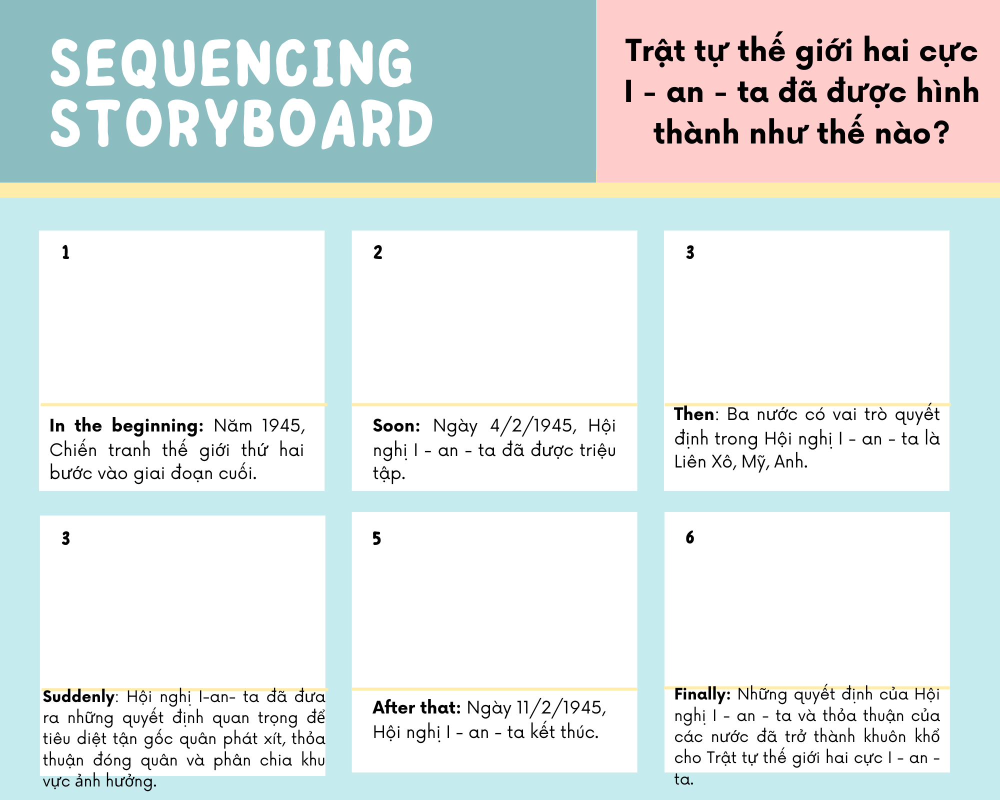 SEQUENCING
STORYBOARD
Trật tự thế giới hai cực
I - an - ta đã được hình
thành như thế nào?
1
In the beginning: Năm 1945,
Chiến tranh thế giới thứ hai
bước vào giai đoạn cuối.
2
Soon: Ngày 4/2/1945, Hội
nghị I - an - ta đã được triệu
tập.
3
Then: Ba nước có vai trò quyết
định trong Hội nghị I - an - ta là
Liên Xô, Mỹ, Anh.
3
Suddenly: Hội nghị I-an- ta đã đưa
ra những quyết định quan trọng để
tiêu diệt tận gốc quân phát xít, thỏa
thuận đóng quân và phân chia khu
vực ảnh hưởng.
5
After that: Ngày 11/2/1945,
Hội nghị I - an - ta kết thúc.
6
Finally: Những quyết định của Hội
nghị I - an - ta và thỏa thuận của
các nước đã trở thành khuôn khổ
cho Trật tự thế giới hai cực I - an -
ta.